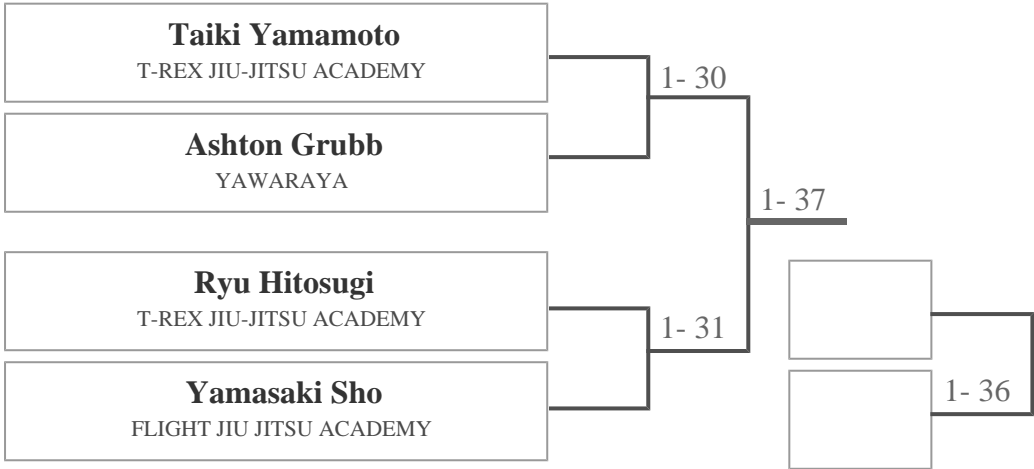 Taiki Yamamoto
T-REX JIU-JITSU ACADEMY
1- 30
Ashton Grubb
YAWARAYA
1- 37
Ryu Hitosugi
T-REX JIU-JITSU ACADEMY
1- 31
Yamasaki Sho
FLIGHT JIU JITSU ACADEMY
1- 36